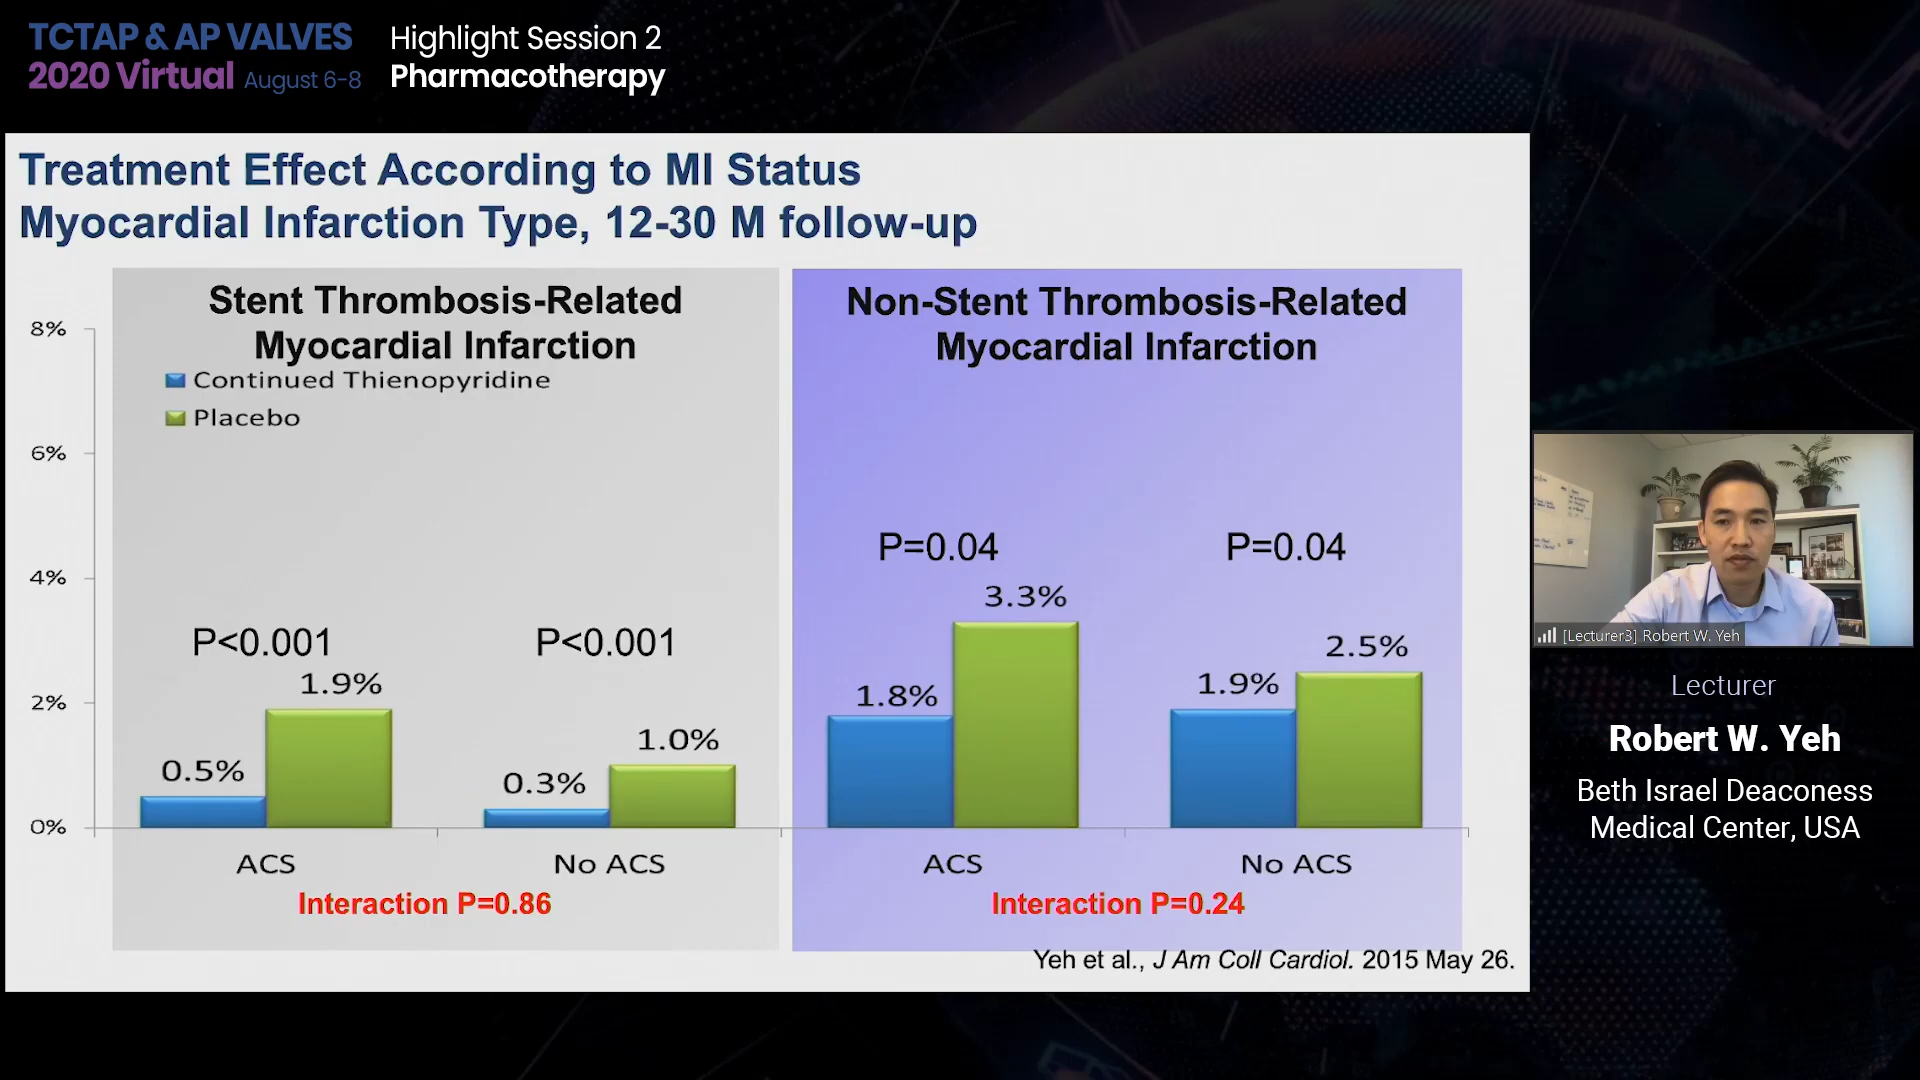 TCTAP & AP VALVES
2020 Virtual August 6-8
Highlight Session 2
Pharmacotherapy
Treatment Effect According to MI Status
Myocardial Infarction Type, 12-30 M follow-up
Stent Thrombosis-Related
Myocardial Infarction
Continued Thienopyridine
Placebo
Non-Stent Thrombosis-Related
Myocardial Infarction
8%
6%
4%
2%
0%
P<0.001
P<0.001
0.5%
1.9%
0.3%
1.0%
P=0.04
P=0.04
1.8%
3.3%
1.9%
2.5%
ACS
No ACS
ACS
No ACS
Interaction P=0.86
Interaction P=0.24
Yeh et al., J Am Coll Cardiol. 2015 May 26.
[Lecturer3] Robert W. Yeh
Lecturer
Robert W. Yeh
Beth Israel Deaconess
Medical Center, USA